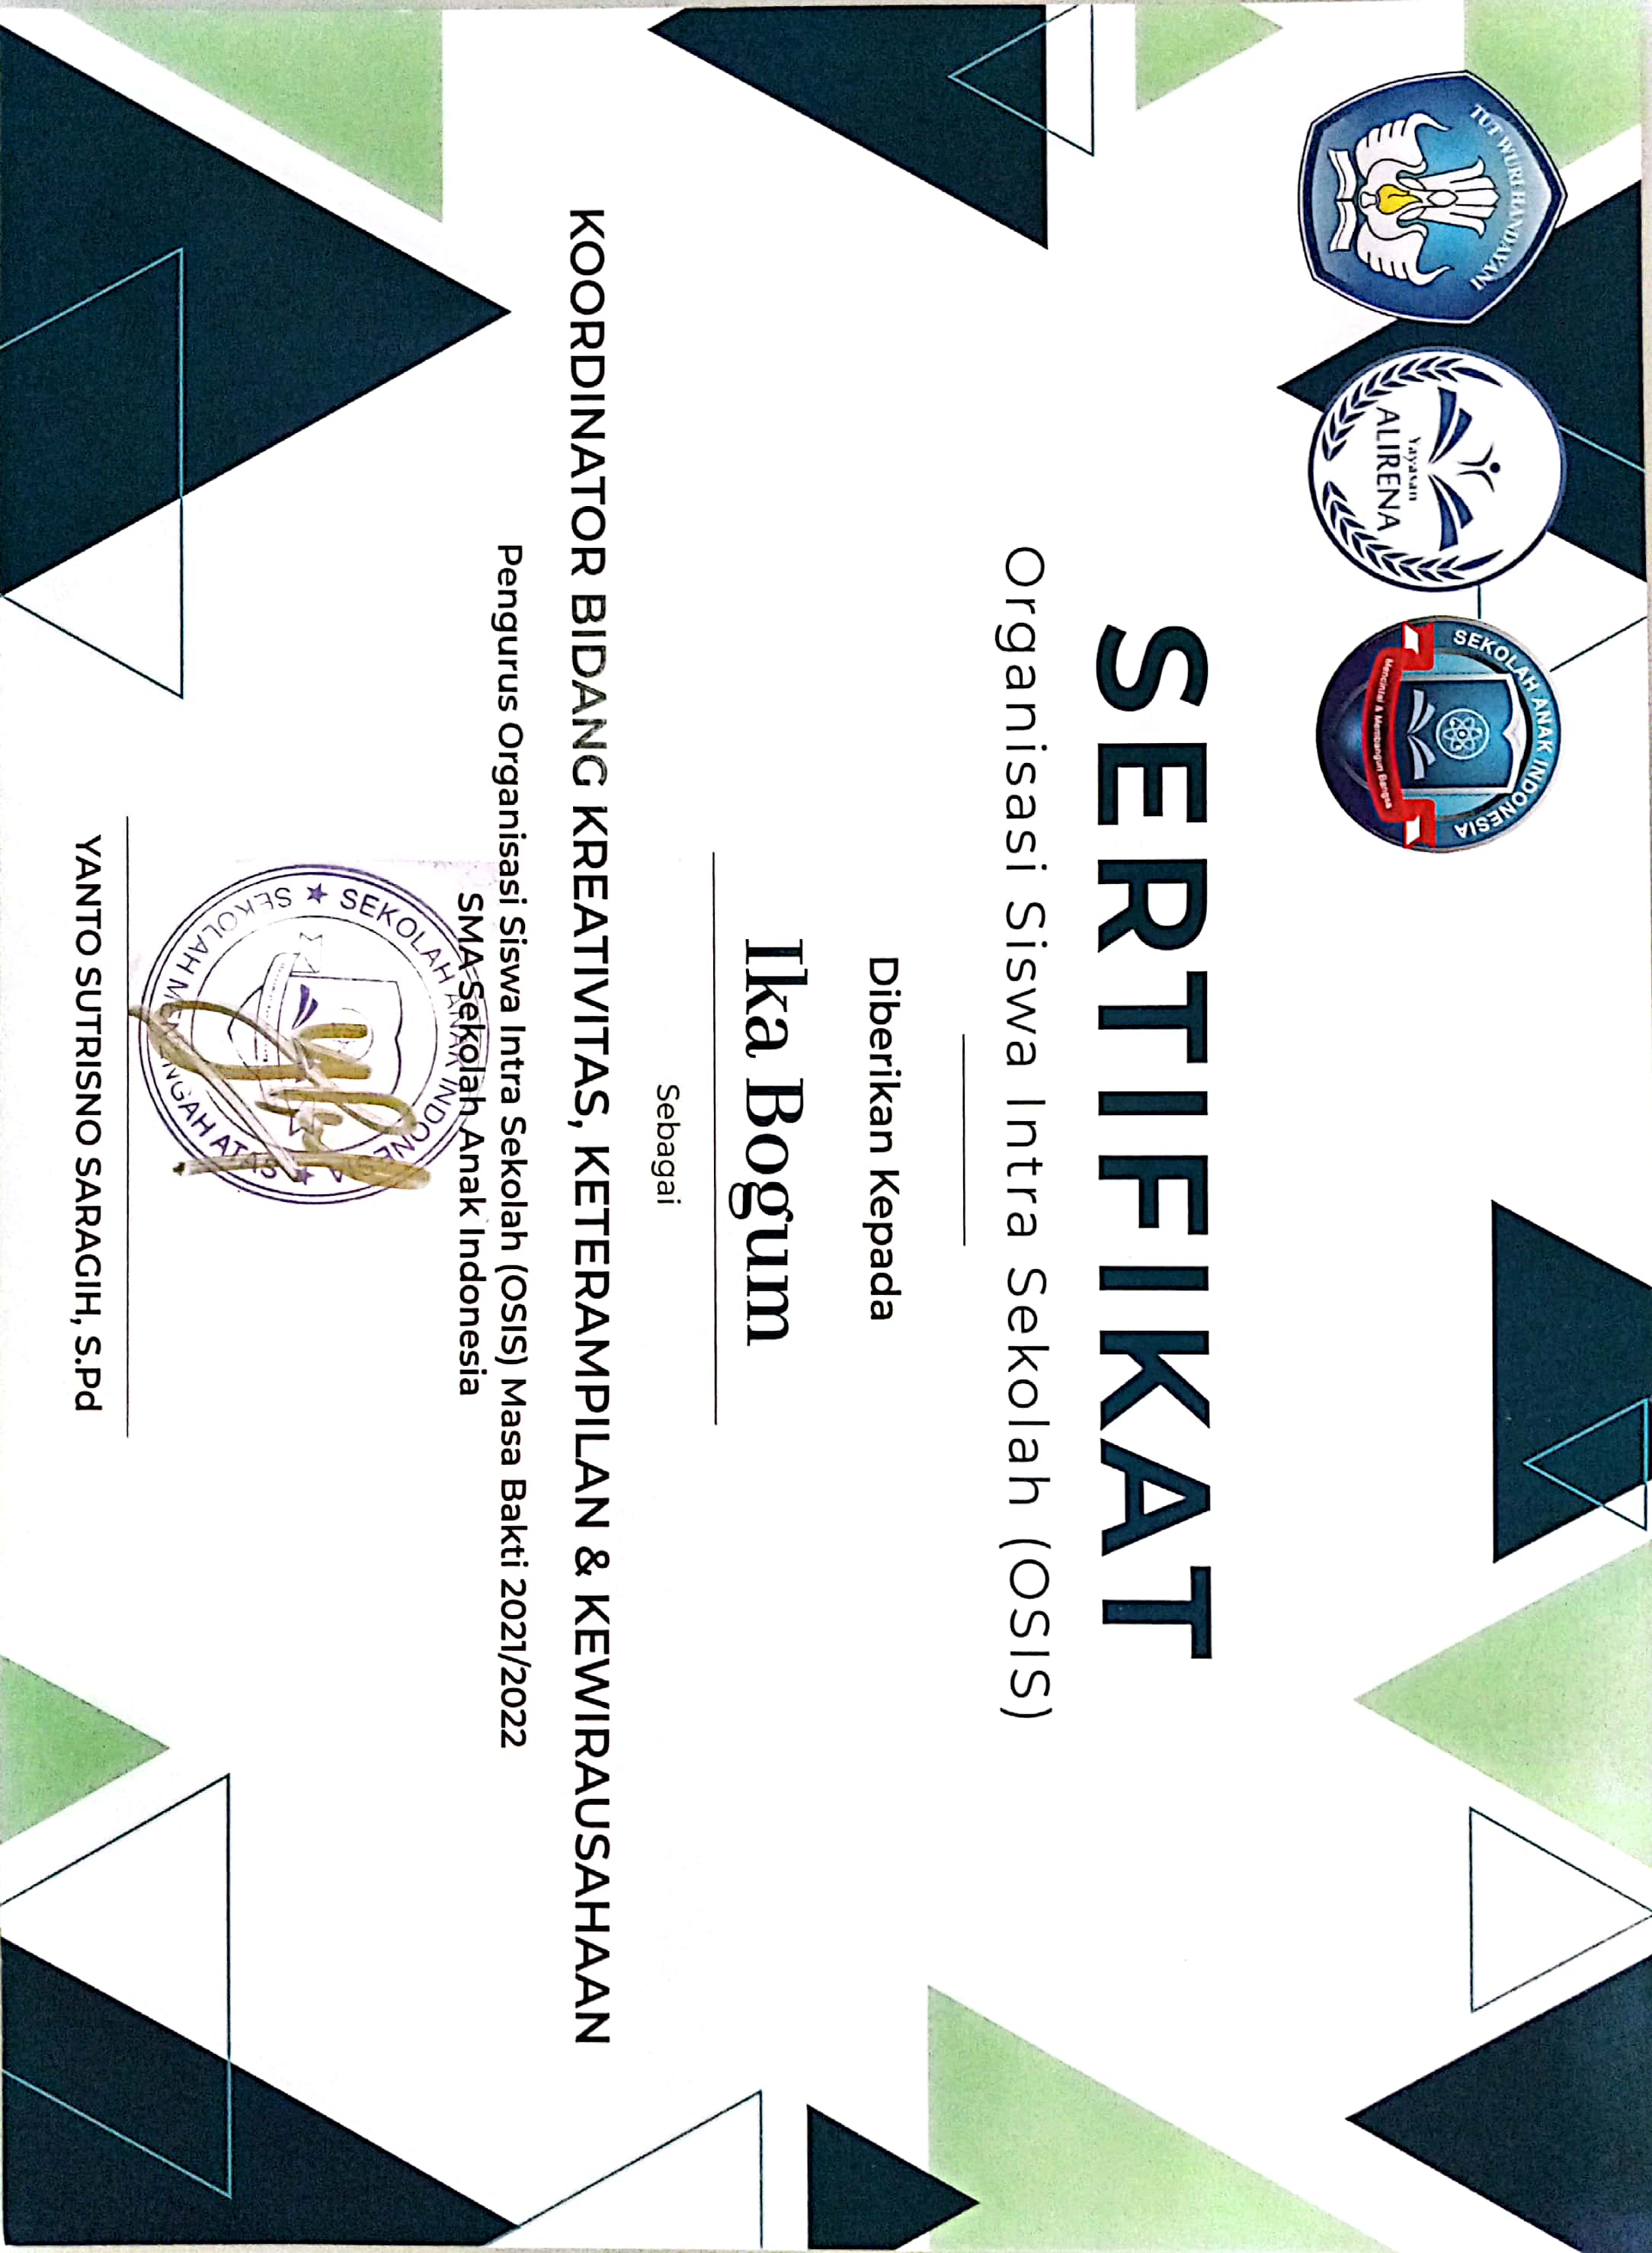 TUT WURI HANDAYANI
Yayasan
ALIRENA
SEKOLAH ANAK INDONESIA
Mencintai & Membangun Bangsa
SERTIFIKAT
Organisasi Siswa Intra Sekolah (OSIS)
Diberikan Kepada
Ika Bogum
Sebagai
KOORDINATOR BIDANG KREATIVITAS, KETERAMPILAN & KEWIRAUSAHAAN
Pengurus Organisasi Siswa Intra Sekolah (OSIS) Masa Bakti 2021/2022
SMA Sekolah Anak Indonesia
SEKOLAH ANAK INDONESIA
SEKOLAH MENENGAH ATAS
YANTO SUTRISNO SARAGIH, S.Pd